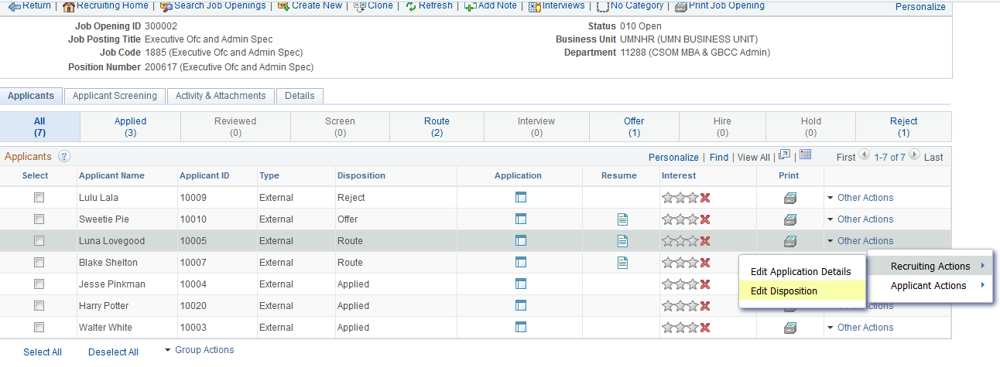 Return | Recruiting Home | Search Job Openings | Create New | Clone | Refresh | Add Note | Interviews | No Category | Print Job Opening Personalize
Job Opening ID 300002 Status 010 Open
Job Posting Title Executive Ofc and Admin Spec Business Unit UMNHR (UMN BUSINESS UNIT)
Job Code 1885 (Executive Ofc and Admin Spec) Department 11288 (CSOM MBA & GBCC Admin)
Position Number 200617 (Executive Ofc and Admin Spec)
Applicants Applicant Screening Activity & Attachments Details
All Applied Reviewed Screen Route Interview Offer Hire Hold Reject
(7) (3) (0) (0) (2) (0) (1) (0) (0) (1)
Applicants ? Personalize | Find | View All | | First 1-7 of 7 Last
Select Applicant Name Applicant ID Type Disposition Application Resume Interest Print
Lulu Lala 10009 External Reject Other Actions
Sweetie Pie 10010 External Offer Other Actions
Luna Lovegood 10005 External Route Other Actions
Blake Shelton 10007 External Route Edit Application Details Recruiting Actions
Jesse Pinkman 10004 External Applied Edit Disposition Applicant Actions
Harry Potter 10020 External Applied Other Actions
Walter White 10003 External Applied Other Actions
Select All Deselect All Group Actions